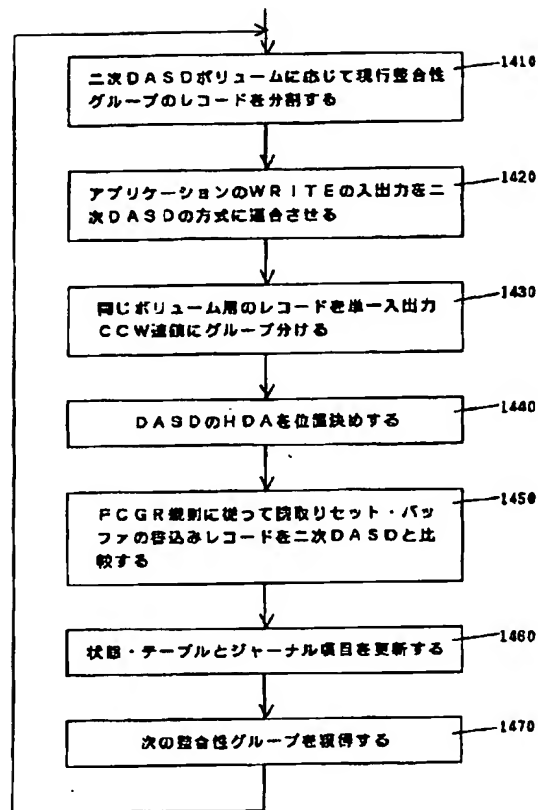 二次DASDボリュームに応じて現行整合性
グループのレコードを分割する
1410
アプリケーションのWRITEの入出力を二
次DASDの方式に適合させる
1420
同じボリューム用のレコードを単一入出力
CCW連鎖にグループ分ける
1430
DASDのHDAを位置決めする
1440
FCGR規則に従って読取りセット・バッ
ファの書込みレコードを二次DASDと比
較する
1450
状態・テーブルとジャーナル項目を更新する
1460
次の整合性グループを獲得する
1470